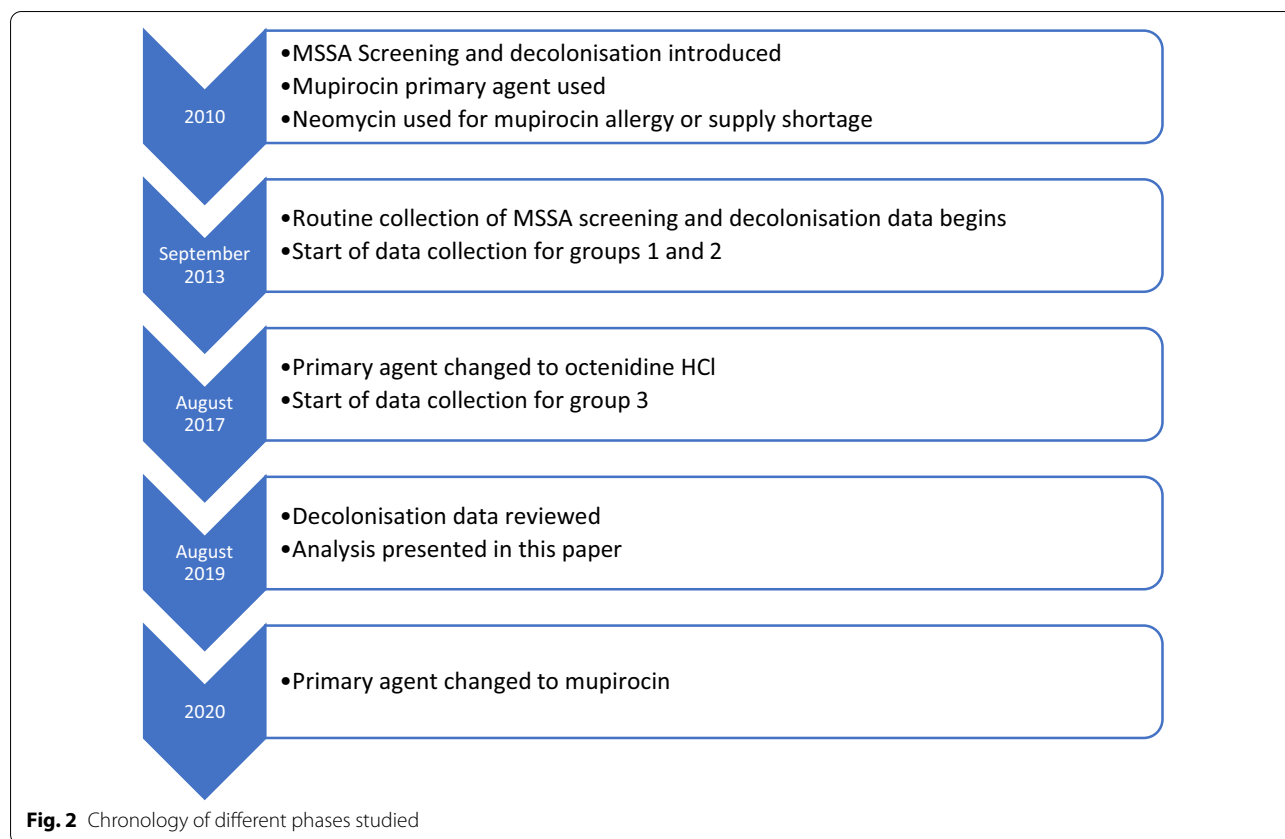 2010
•MSSA Screening and decolonisation introduced
•Mupirocin primary agent used
•Neomycin used for mupirocin allergy or supply shortage
September
2013
•Routine collection of MSSA screening and decolonisation data begins
•Start of data collection for groups 1 and 2
August
2017
•Primary agent changed to octenidine HCl
•Start of data collection for group 3
August
2019
•Decolonisation data reviewed
•Analysis presented in this paper
2020
•Primary agent changed to mupirocin
Fig. 2 Chronology of different phases studied